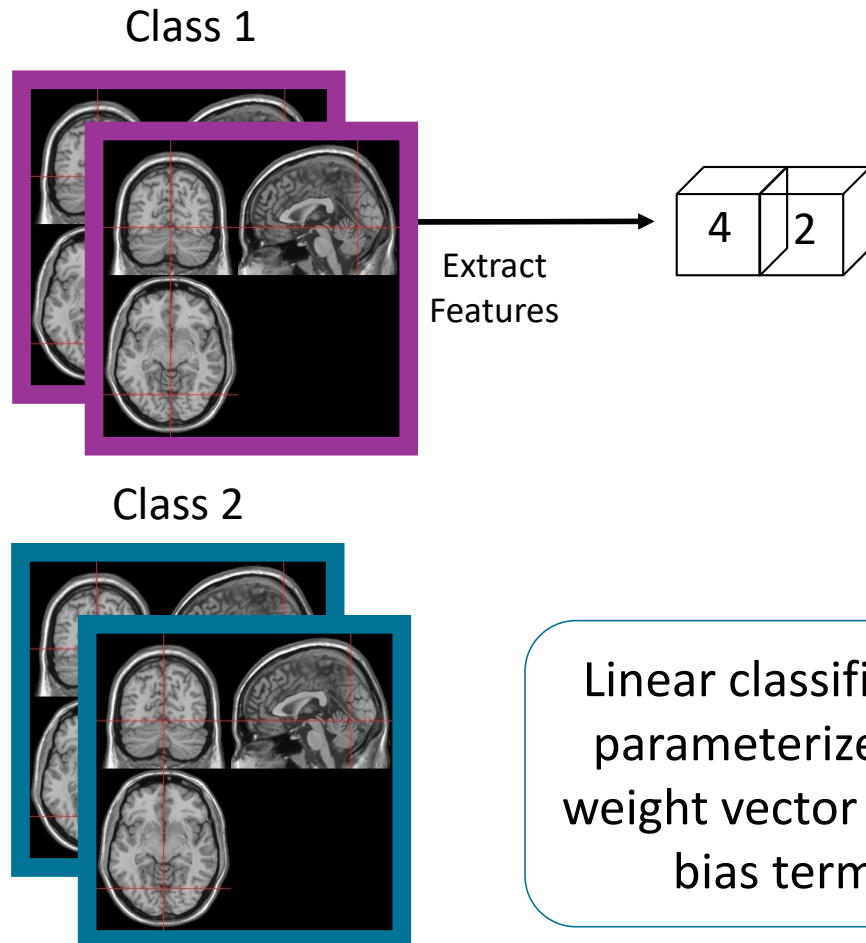 Class 1
4 2
Extract
Features
Class 2
Linear classifi
parameterize
weight vector
bias term